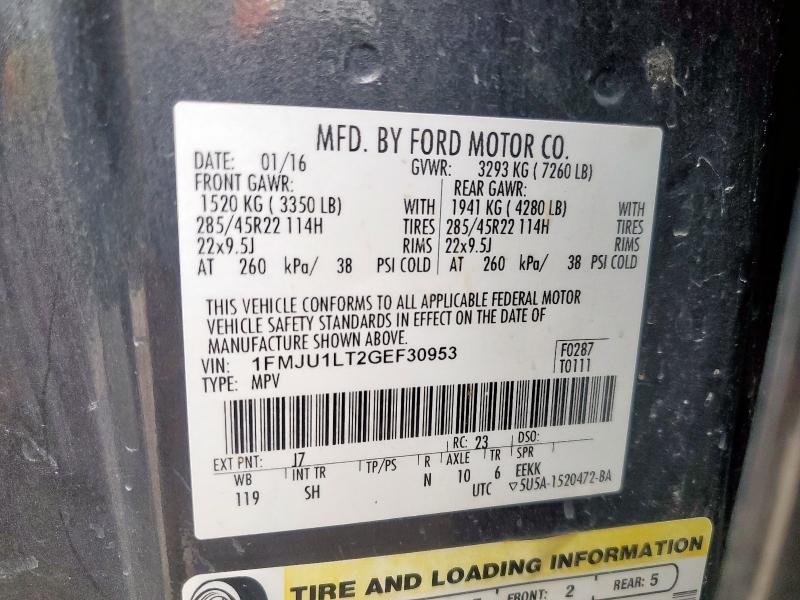 MFD. BY FORD MOTOR CO.
DATE: 01/16 GVWR: 3293 KG ( 7260 LB)
FRONT GAWR: REAR GAWR:
1520 KG ( 3350 LB) WITH 1941 KG ( 4280 LB) WITH
285/45R22 114H TIRES 285/45R22 114H TIRES
22x9.5J RIMS 22x9.5J RIMS
AT 260 kPa/ 38 PSI COLD AT 260 kPa/ 38 PSI COLD
THIS VEHICLE CONFORMS TO ALL APPLICABLE FEDERAL MOTOR
VEHICLE SAFETY STANDARDS IN EFFECT ON THE DATE OF
MANUFACTURE SHOWN ABOVE.
VIN: 1FMJU1LT2GEF30953 F0287
TYPE: MPV T0111
EXT PNT: J7 RC: 23 DSO:
WB INT TR TP/PS R AXLE TR SPR
119 SH N 10 6 EEKK
UTC ▽5U5A-1520472-BA
TIRE AND LOADING INFORMATION
FRONT: 2 REAR: 5